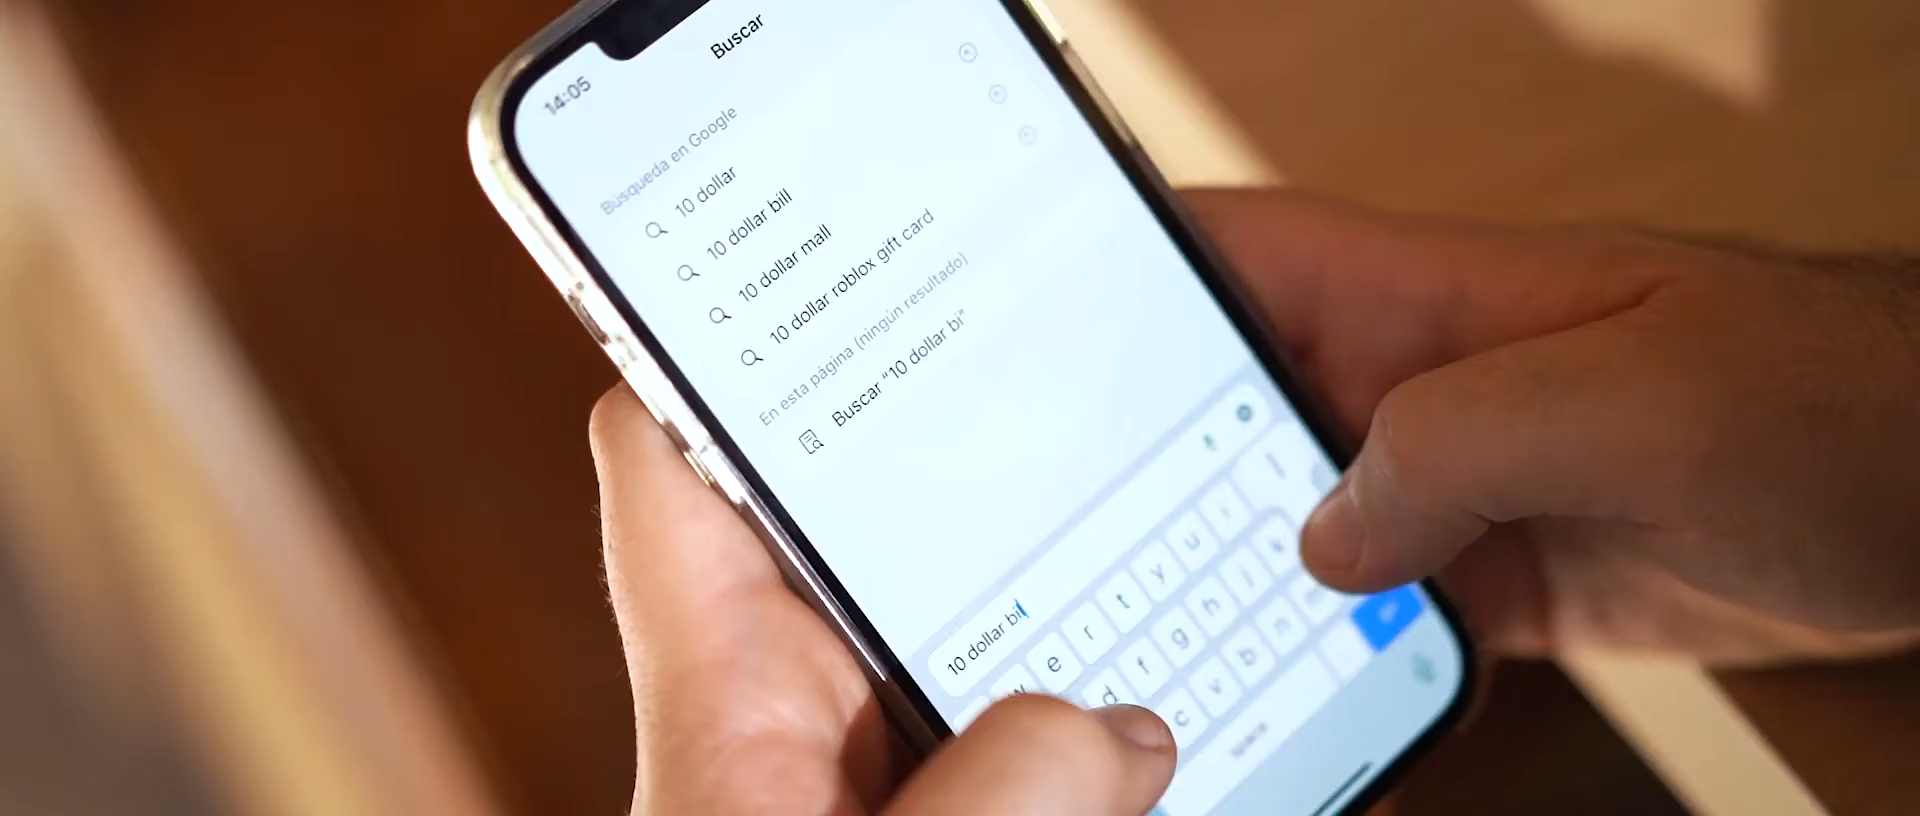 14:05
Buscar
Búsqueda en Google
10 dollar
10 dollar bill
10 dollar mall
10 dollar roblox gift card
En esta página (ningún resultado)
Buscar "10 dollar bi"
10 dollar bi
w e r t y u i
d f g h j k
c v b n
space